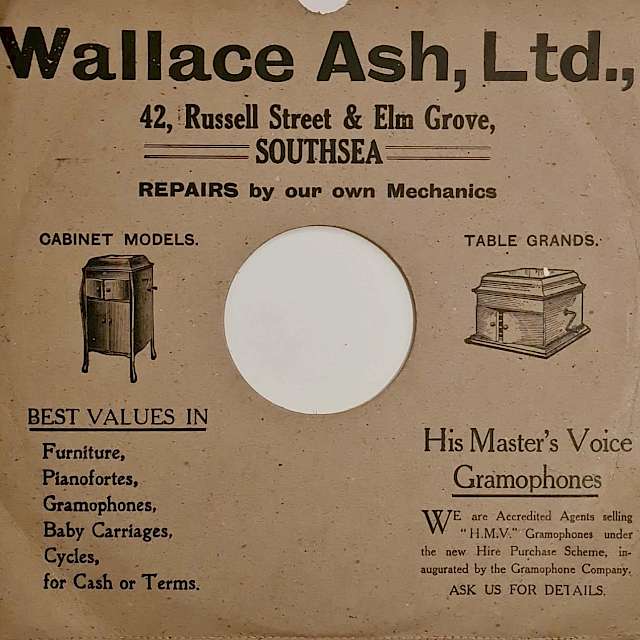 Wallace Ash, Ltd.,
42, Russell Street & Elm Grove,
SOUTHSEA
REPAIRS by our own Mechanics
CABINET MODELS.
TABLE GRANDS.
BEST VALUES IN
Furniture,
Pianofortes,
Gramophones,
Baby Carriages,
Cycles,
for Cash or Terms.
His Master's Voice
Gramophones
WE are Accredited Agents selling
"H.M.V." Gramophones under
the new Hire Purchase Scheme, in-
augurated by the Gramophone Company.
ASK US FOR DETAILS.